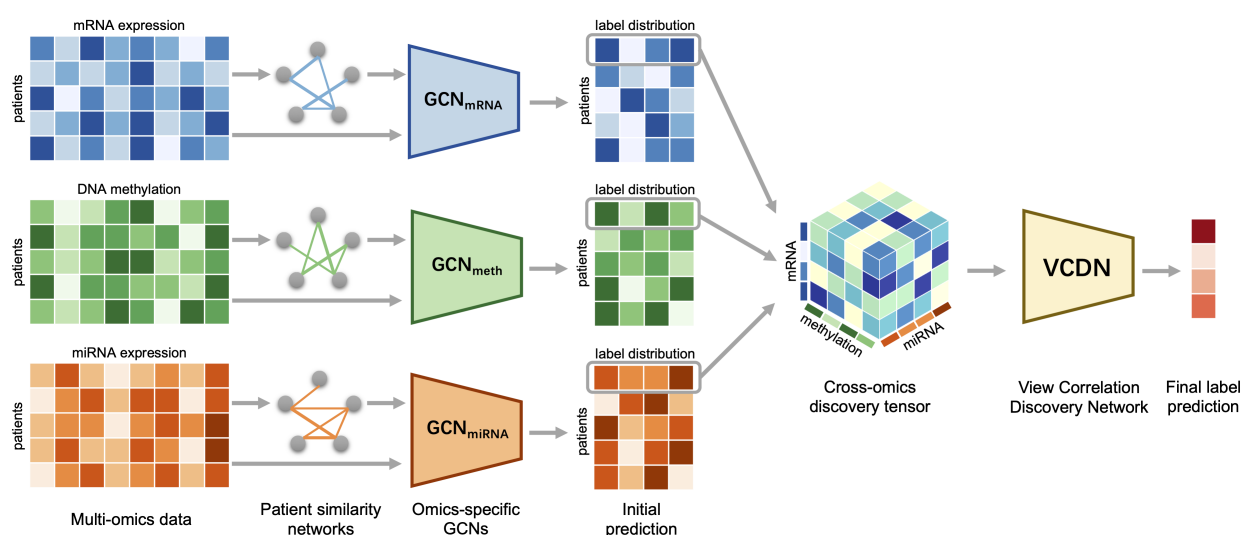 mRNA expression
patients
GCNmRNA
label distribution
patients
DNA methylation
patients
GCNmeth
label distribution
patients
miRNA expression
patients
GCNmiRNA
label distribution
patients
mRNA
methylation
miRNA
VCDN
Multi-omics data
Patient similarity
networks
Omics-specific
GCNs
Initial
prediction
Cross-omics
discovery tensor
View Correlation
Discovery Network
Final label
prediction